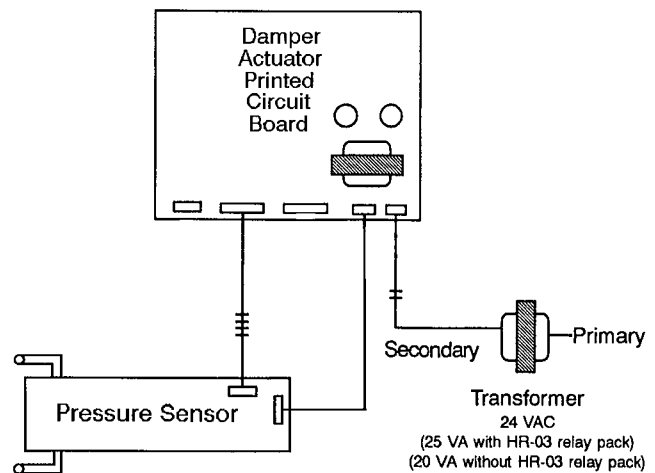 Damper
Actuator
Printed
Circuit
Board
Secondary
Primary
Pressure Sensor
Transformer
24 VAC
(25 VA with HR-03 relay pack)
(20 VA without HR-03 relay pack)